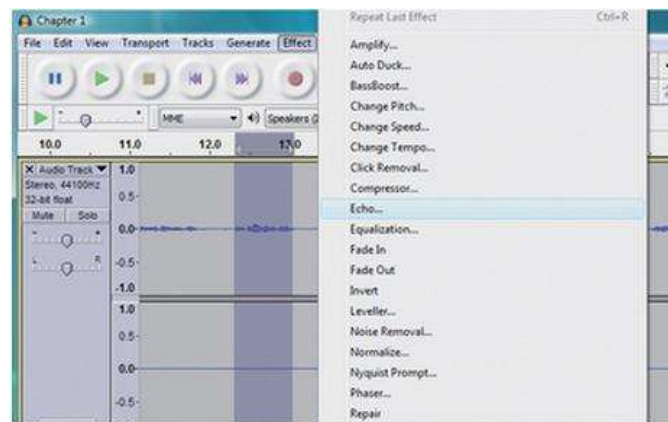 Chapter 1
File Edit View Transport Tracks Generate Effect
MME Speakers
10.0 11.0 12.0 13.0
Audio Track 1.0
Stereo, 44100Hz
32-bit float
0.5-
Mute Solo
0.0-
L R
-0.5-
-1.0
1.0
0.5-
0.0-
-0.5-
Repeat Last Effect Ctrl+R
Amplify...
Auto Duck...
BassBoost...
Change Pitch...
Change Speed...
Change Tempo...
Click Removal...
Compressor...
Echo...
Equalization...
Fade In
Fade Out
Invert
Leveller...
Noise Removal...
Normalize...
Nyquist Prompt...
Phaser...
Repair